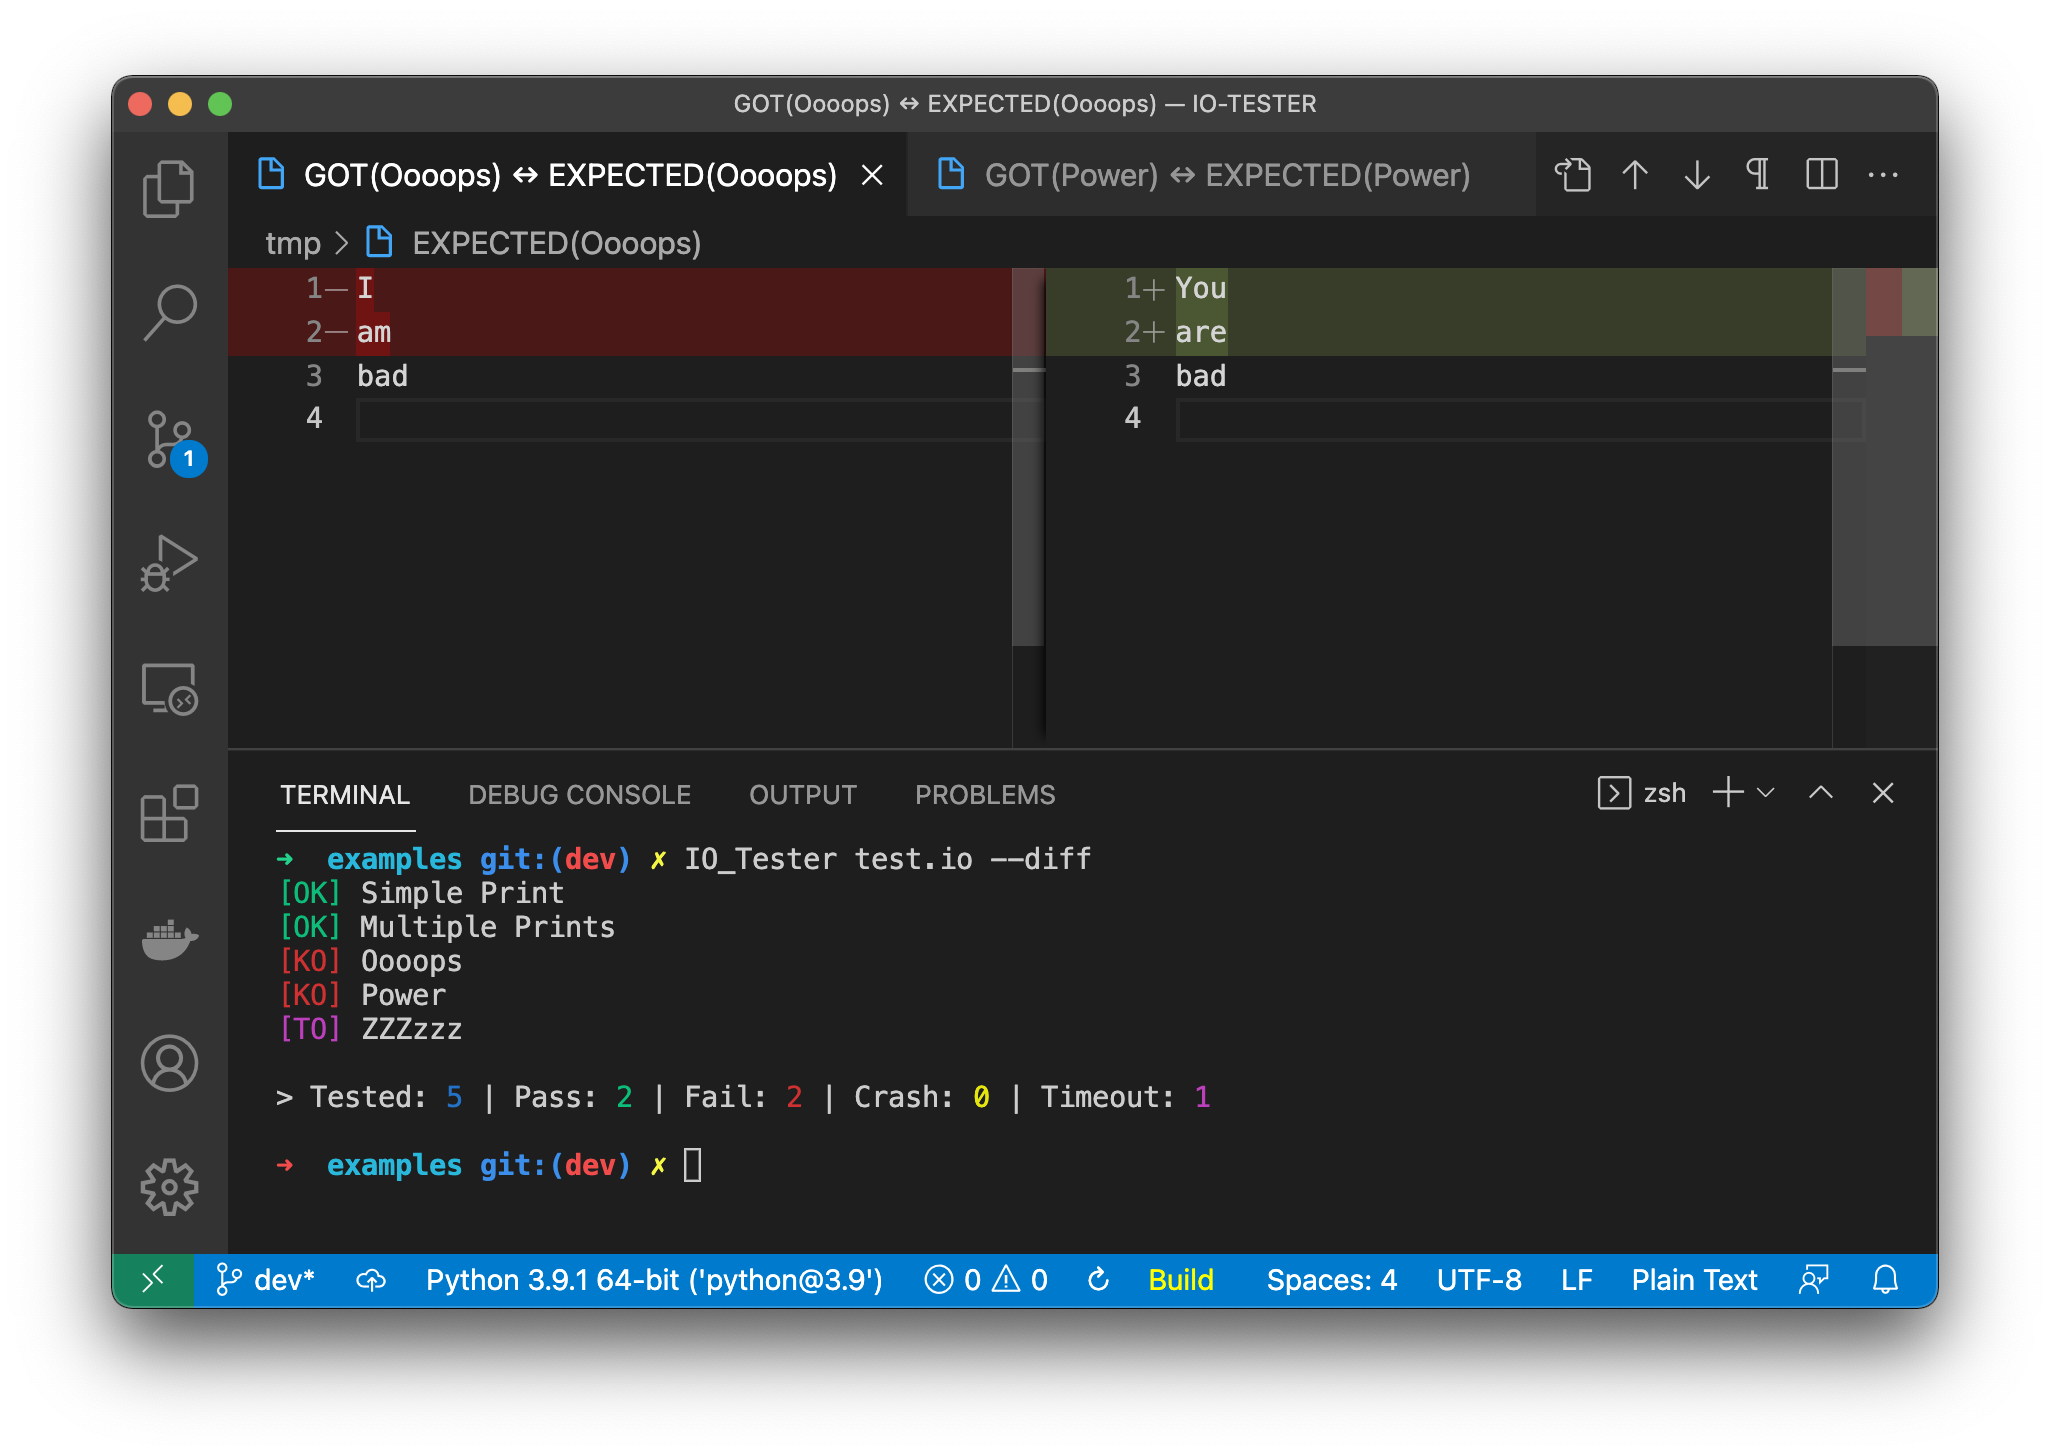 GOT(Oooops) ↔ EXPECTED(Oooops) — IO-TESTER
GOT(Oooops) ↔ EXPECTED(Oooops)
GOT(Power) ↔ EXPECTED(Power)
tmp > EXPECTED(Oooops)
1— I
2— am
3 bad
4
1+ You
2+ are
3 bad
4
1
TERMINAL DEBUG CONSOLE OUTPUT PROBLEMS zsh
➜ examples git:(dev) ✗ IO_Tester test.io --diff
[OK] Simple Print
[OK] Multiple Prints
[KO] Oooops
[KO] Power
[TO] ZZZzzz
> Tested: 5 | Pass: 2 | Fail: 2 | Crash: 0 | Timeout: 1
➜ examples git:(dev) ✗
dev* Python 3.9.1 64-bit ('python@3.9') 0 0 Build Spaces: 4 UTF-8 LF Plain Text